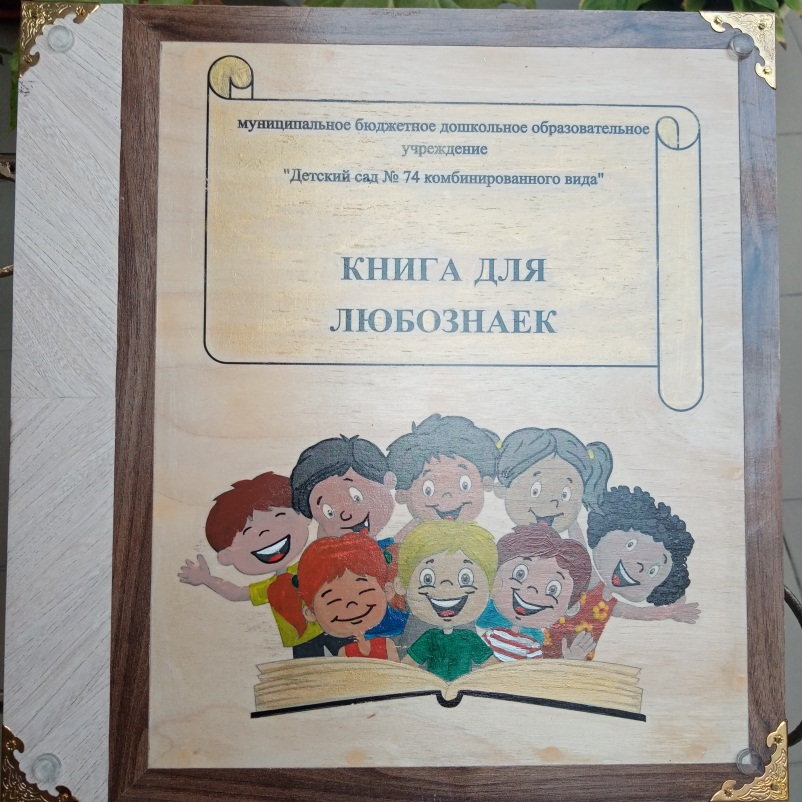 муниципальное бюджетное дошкольное образовательное
учреждение
"Детский сад № 74 комбинированного вида"
КНИГА ДЛЯ
ЛЮБОЗНАЕК